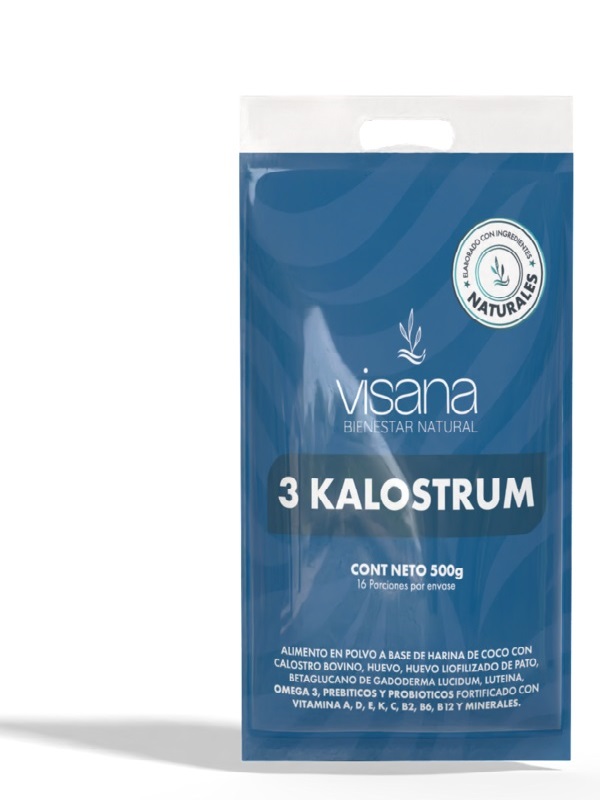 ELABORADO CON INGREDIENTES
NATURALES
visana
BIENESTAR NATURAL
3 KALOSTRUM
CONT NETO 500g
16 Porciones por envase
ALIMENTO EN POLVO A BASE DE HARINA DE COCO CON
CALOSTRO BOVINO, HUEVO, HUEVO LIOFILIZADO DE PATO,
BETAGLUCANO DE GADODERMA LUCIDUM, LUTEINA,
OMEGA 3, PREBITICOS Y PROBIOTICOS FORTIFICADO CON
VITAMINA A, D, E, K, C, B2, B6, B12 Y MINERALES.